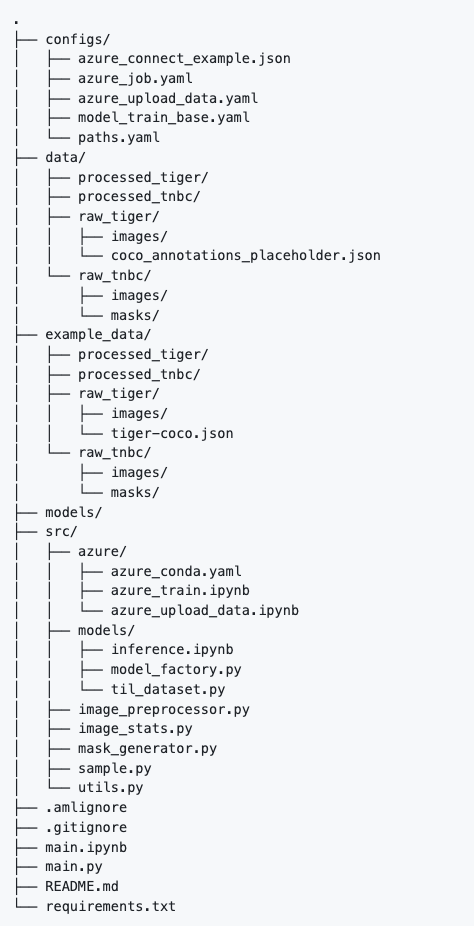 .
├── configs/
│   ├── azure_connect_example.json
│   ├── azure_job.yaml
│   ├── azure_upload_data.yaml
│   ├── model_train_base.yaml
│   └── paths.yaml
├── data/
│   ├── processed_tiger/
│   ├── processed_tnbc/
│   ├── raw_tiger/
│   │   ├── images/
│   │   └── coco_annotations_placeholder.json
│   └── raw_tnbc/
│       ├── images/
│       └── masks/
├── example_data/
│   ├── processed_tiger/
│   ├── processed_tnbc/
│   ├── raw_tiger/
│   │   ├── images/
│   │   └── tiger-coco.json
│   └── raw_tnbc/
│       ├── images/
│       └── masks/
├── models/
├── src/
│   ├── azure/
│   │   ├── azure_conda.yaml
│   │   ├── azure_train.ipynb
│   │   └── azure_upload_data.ipynb
│   ├── models/
│   │   ├── inference.ipynb
│   │   ├── model_factory.py
│   │   └── til_dataset.py
│   ├── image_preprocessor.py
│   ├── image_stats.py
│   ├── mask_generator.py
│   ├── sample.py
│   └── utils.py
├── .amlignore
├── .gitignore
├── main.ipynb
├── main.py
├── README.md
└── requirements.txt